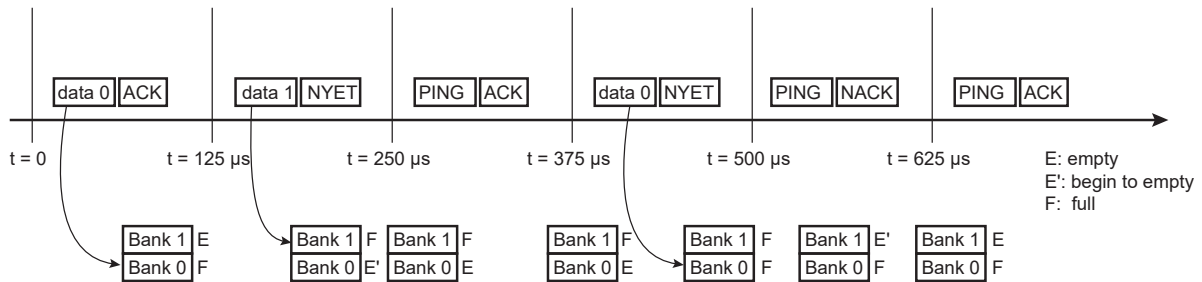 data 0 ACK data 1 NYET PING ACK data 0 NYET PING NACK PING ACK
t = 0 t = 125 µs t = 250 µs t = 375 µs t = 500 µs t = 625 µs
E: empty
E': begin to empty
F: full
Bank 1 E Bank 1 F Bank 1 F Bank 1 F Bank 1 F Bank 1 E' Bank 1 E
Bank 0 F Bank 0 E' Bank 0 E Bank 0 E Bank 0 F Bank 0 F Bank 0 F